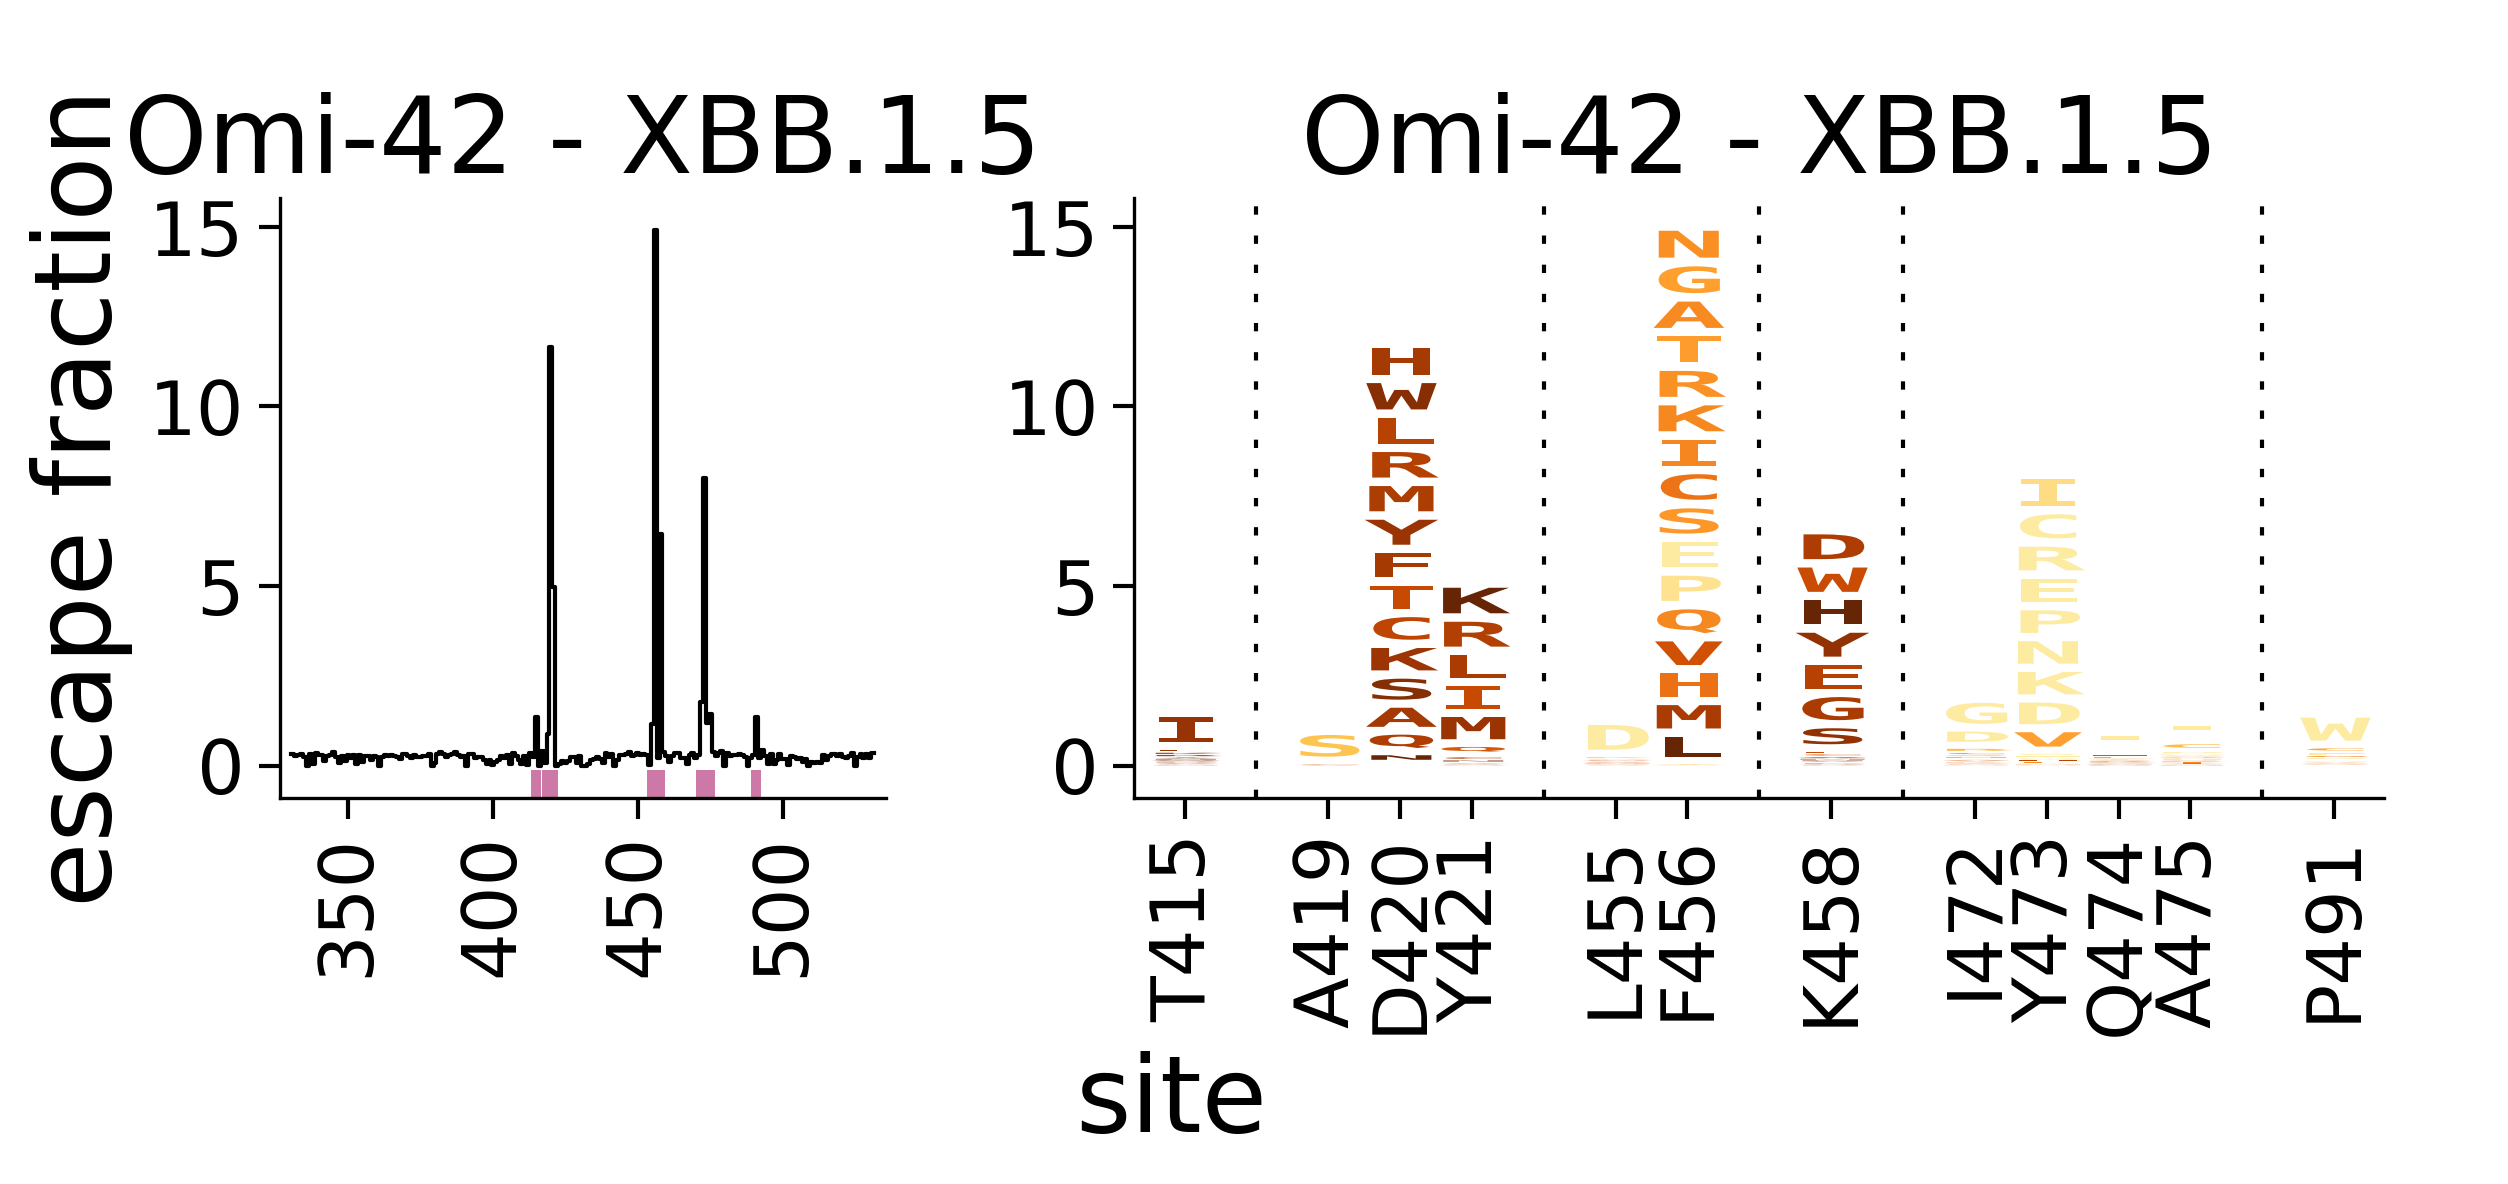 Omi-42 - XBB.1.5
Omi-42 - XBB.1.5
escape fraction
15
10
5
0
350
400
450
500
15
10
5
0
I
S
H
W
L
R
M
Y
F
T
C
K
S
A
Q
N
K
R
L
I
M
D
N
G
A
T
R
K
I
C
S
E
P
Q
V
H
M
L
D
W
H
Y
E
G
S
G
D
I
C
R
E
P
N
K
D
V
W
T415
A419
D420
Y421
L455
F456
K458
I472
Y473
Q474
A475
P491
site